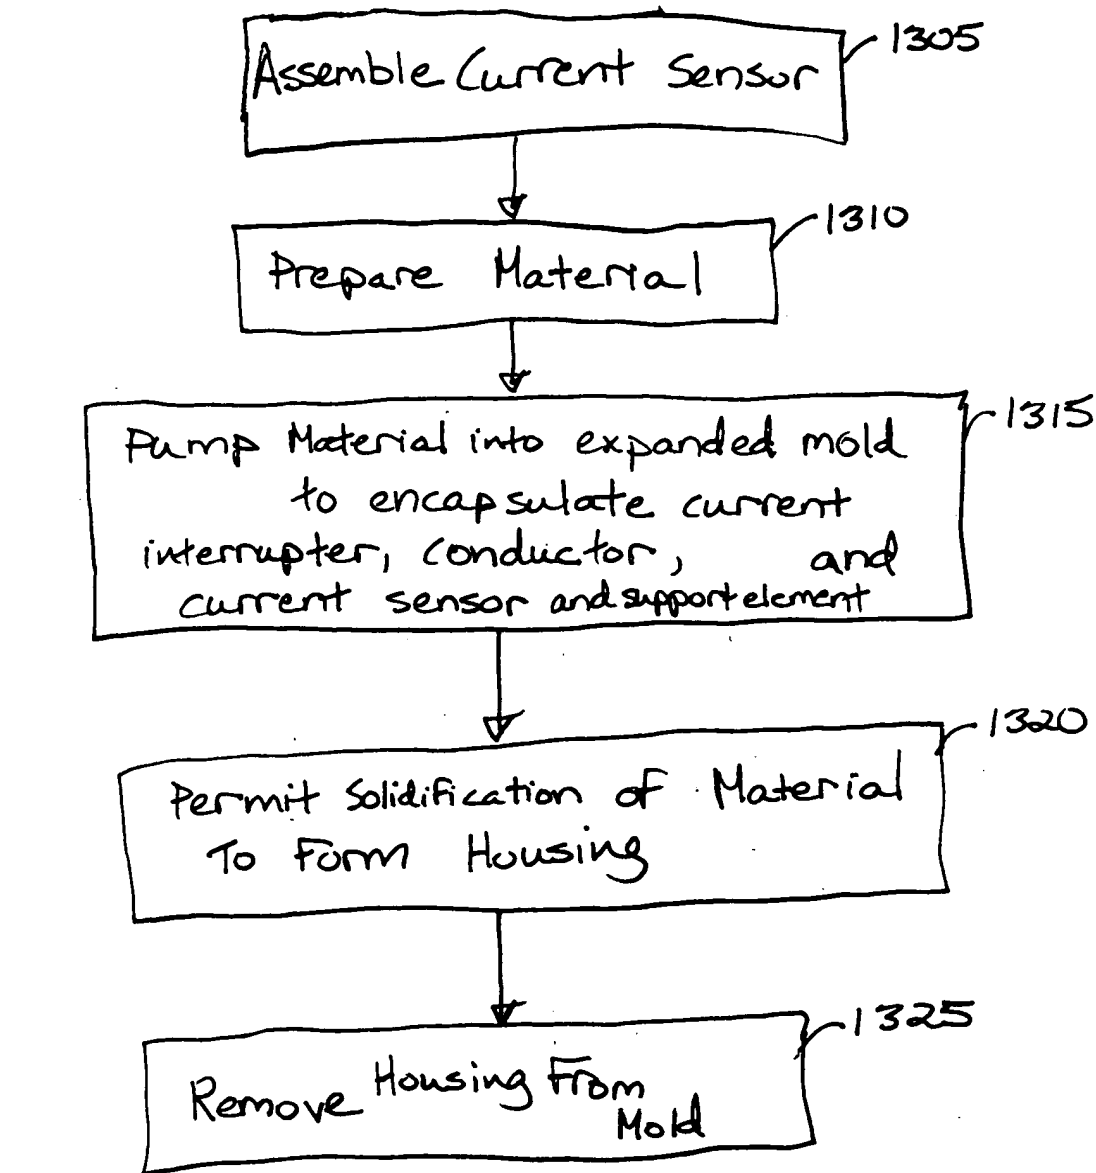 Assemble Current Sensor
1305
Prepare Material
1310
Pump Material into expanded mold
to encapsulate current
interrupter, conductor, and
current sensor and support element
1315
Permit Solidification of Material
To Form Housing
1320
Remove Housing From
Mold
1325